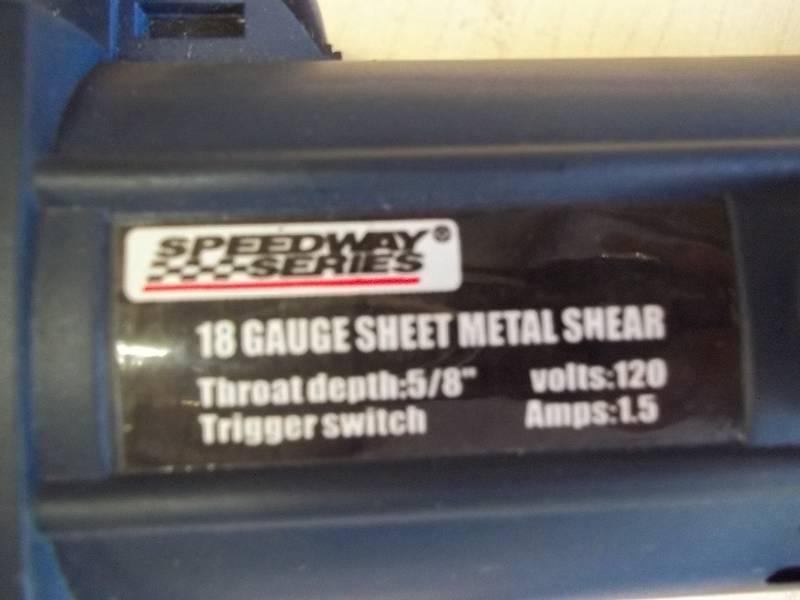 SPEEDWAY®
SERIES
18 GAUGE SHEET METAL SHEAR
Throat depth:5/8" volts:120
Trigger switch Amps:1.5